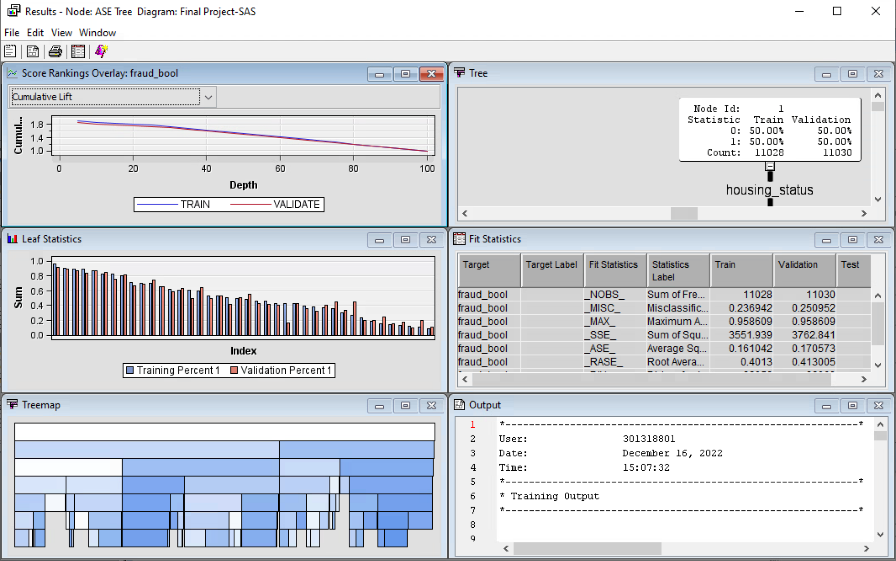 Results - Node: ASE Tree Diagram: Final Project-SAS
File Edit View Window
Score Rankings Overlay: fraud_bool
Cumulative Lift
Cumul...
1.8
1.4
1.0
0 20 40 60 80 100
Depth
TRAIN VALIDATE
Tree
Node Id: 1
Statistic Train Validation
0: 50.00% 50.00%
1: 50.00% 50.00%
Count: 11028 11030
housing_status
Leaf Statistics
Sum
1.0
0.8
0.6
0.4
0.2
0.0
Index
Training Percent 1 Validation Percent 1
Fit Statistics
Target Target Label Fit Statistics Statistics Label Train Validation Test
fraud_bool _NOBS_ Sum of Fre... 11028 11030
fraud_bool _MISC_ Misclassific... 0.236942 0.250952
fraud_bool _MAX_ Maximum A... 0.958609 0.958609
fraud_bool _SSE_ Sum of Squ... 3551.939 3762.841
fraud_bool _ASE_ Average Sq... 0.161042 0.170573
fraud_bool _RASE_ Root Avera... 0.4013 0.413005
Treemap
Output
1 *------------------------------------------------------------*
2 User: 301318801
3 Date: December 16, 2022
4 Time: 15:07:32
5 *------------------------------------------------------------*
6 * Training Output
7 *------------------------------------------------------------*
8
9